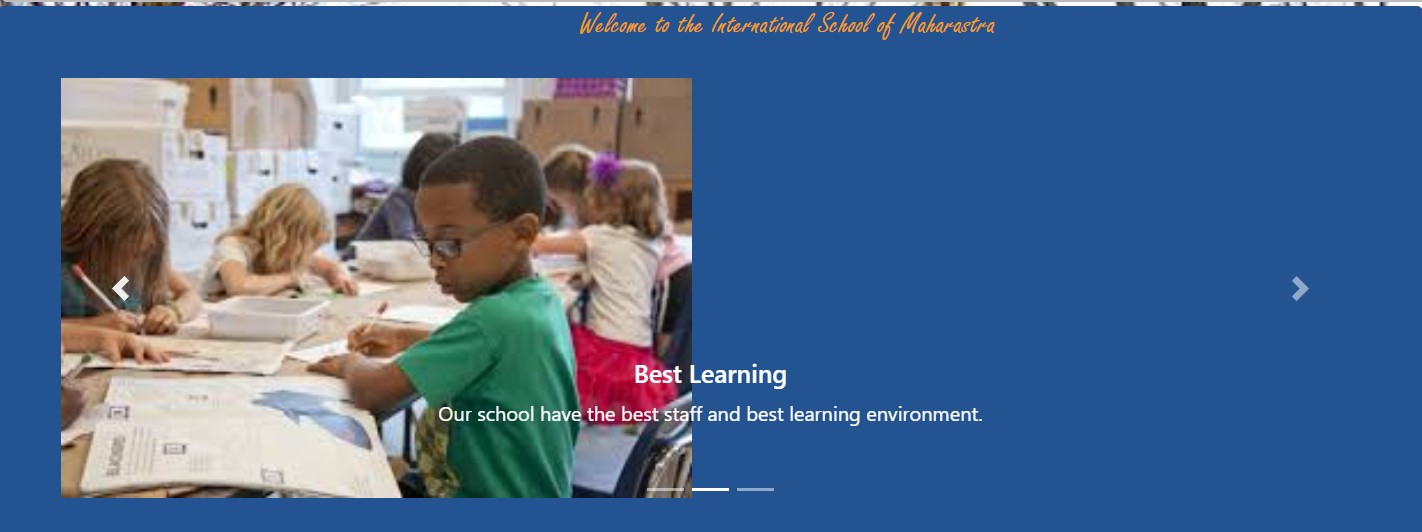 Welcome to the International School of Maharastra
Best Learning
Our school have the best staff and best learning environment.